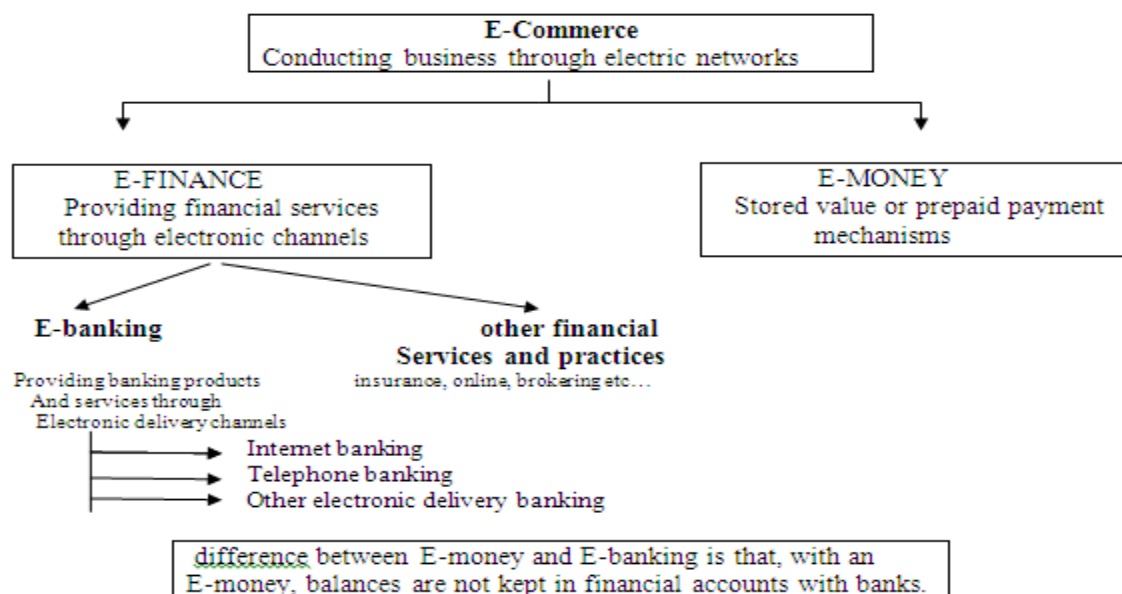 E-Commerce
Conducting business through electric networks
E-FINANCE
Providing financial services
through electronic channels
E-MONEY
Stored value or prepaid payment
mechanisms
E-banking
Providing banking products
And services through
Electronic delivery channels
other financial
Services and practices
insurance, online, brokering etc…
Internet banking
Telephone banking
Other electronic delivery banking
difference between E-money and E-banking is that, with an
E-money, balances are not kept in financial accounts with banks.